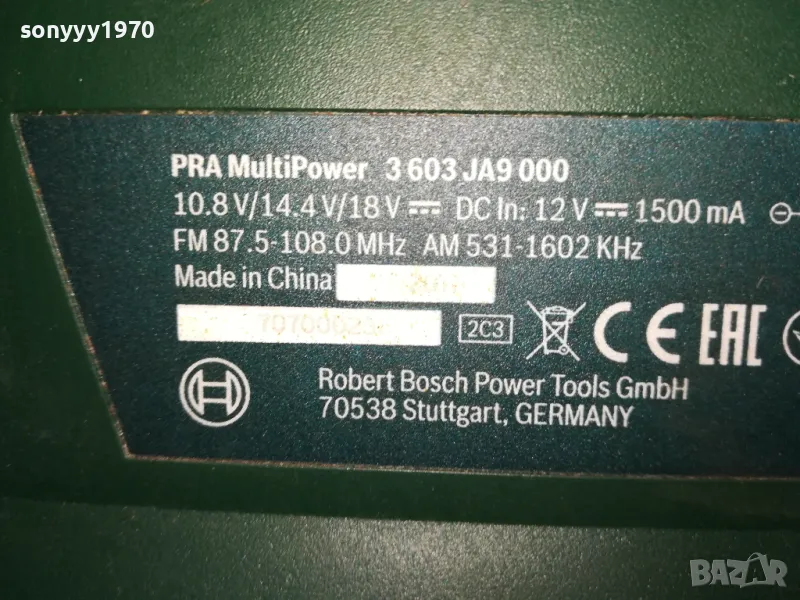 sonyyy1970
PRA MultiPower 3 603 JA9 000
10.8 V/14.4 V/18 V DC In: 12 V 1500 mA
FM 87.5-108.0 MHz AM 531-1602 KHz
Made in China
2C3 CE EAC
Robert Bosch Power Tools GmbH
70538 Stuttgart, GERMANY
BAZAR